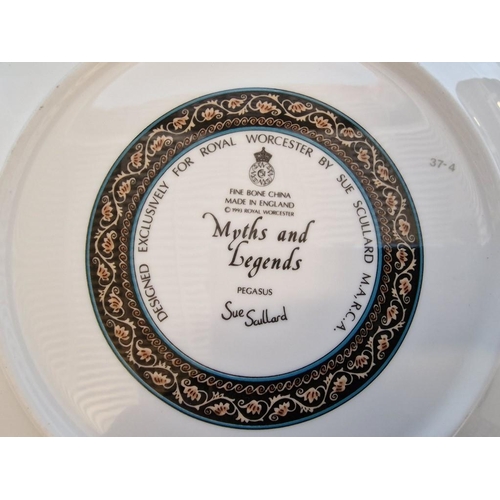 DESIGNED EXCLUSIVELY FOR ROYAL WORCESTER BY SUE SCULLARD M.A.R.C.A.
FINE BONE CHINA
MADE IN ENGLAND
© 1993 ROYAL WORCESTER
Myths and
Legends
PEGASUS
Sue
Scullard
37-4